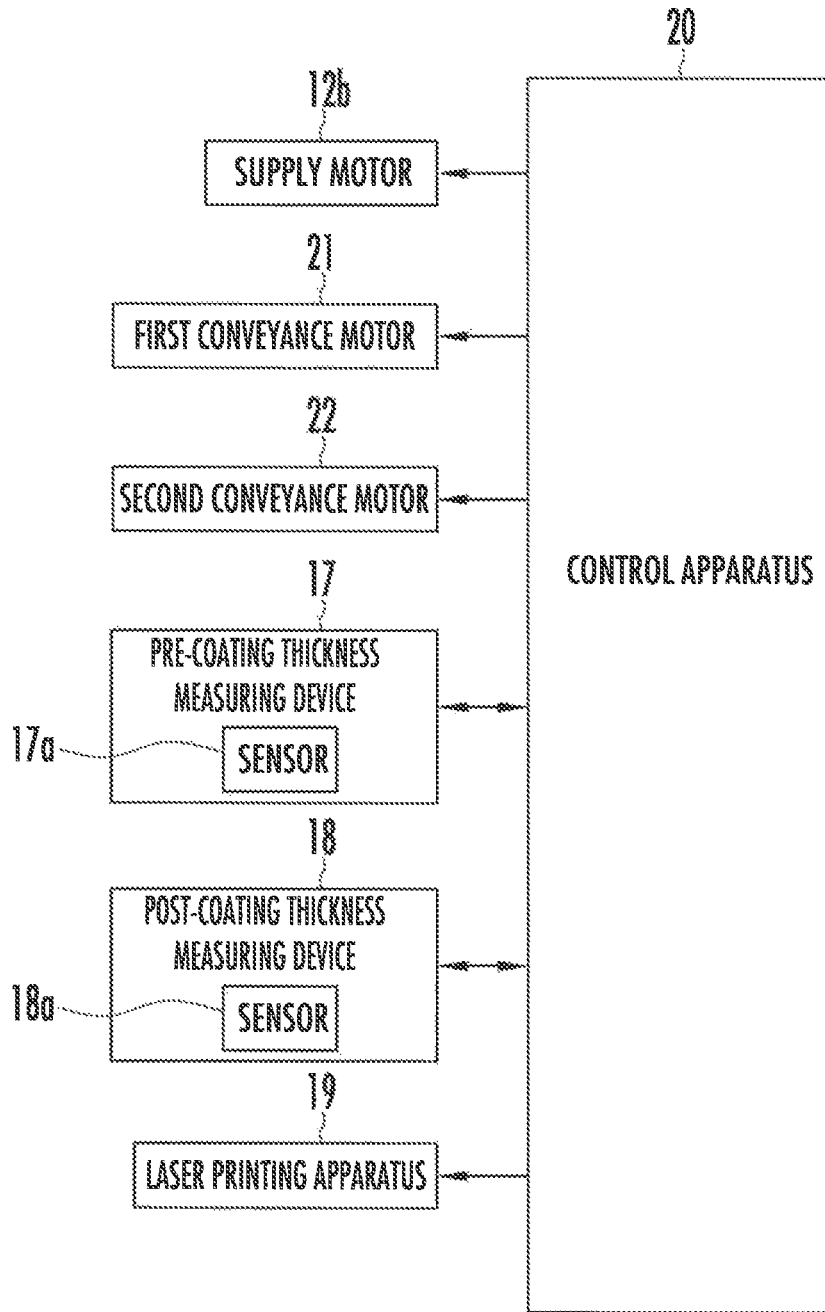 20
12b
SUPPLY MOTOR
21
FIRST CONVEYANCE MOTOR
22
SECOND CONVEYANCE MOTOR
CONTROL APPARATUS
17
PRE-COATING THICKNESS
MEASURING DEVICE
17a
SENSOR
18
POST-COATING THICKNESS
MEASURING DEVICE
18a
SENSOR
19
LASER PRINTING APPARATUS